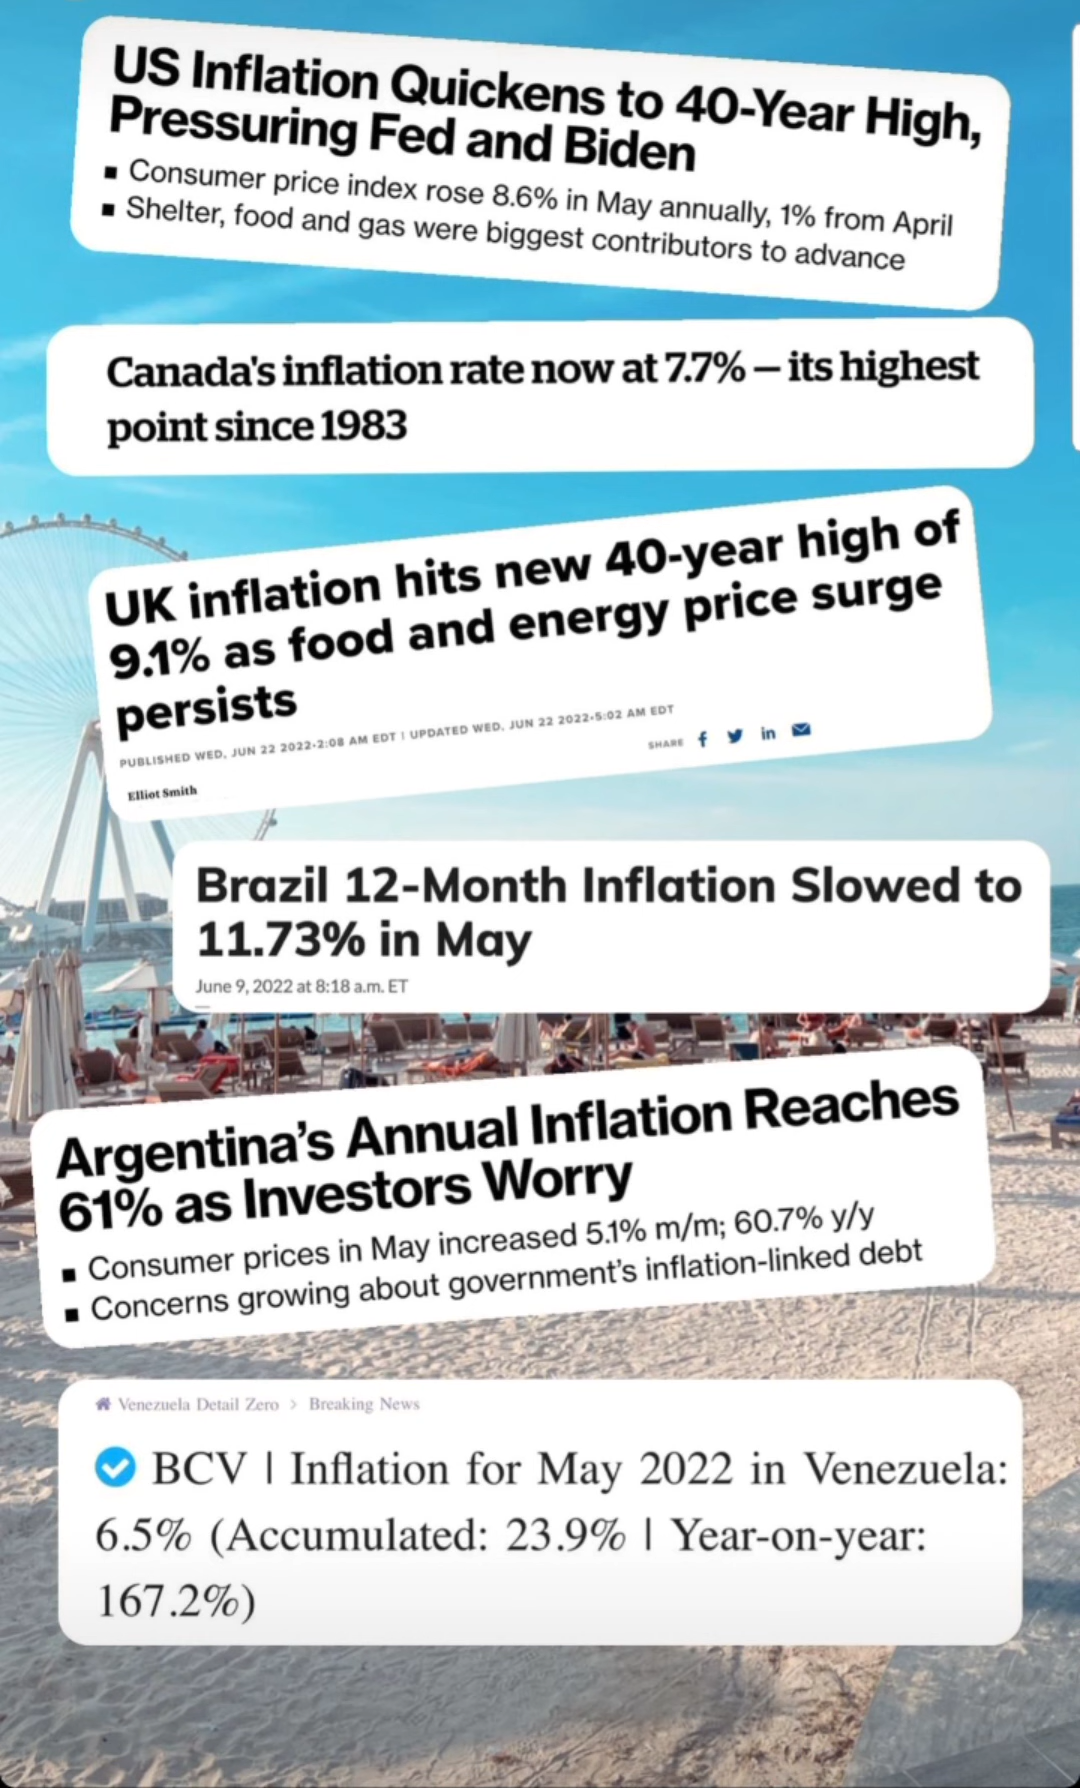 US Inflation Quickens to 40-Year High,
Pressuring Fed and Biden
▪ Consumer price index rose 8.6% in May annually, 1% from April
▪ Shelter, food and gas were biggest contributors to advance
Canada's inflation rate now at 7.7% — its highest
point since 1983
UK inflation hits new 40-year high of
9.1% as food and energy price surge
persists
PUBLISHED WED, JUN 22 2022•2:08 AM EDT | UPDATED WED, JUN 22 2022•5:02 AM EDT
SHARE
Elliot Smith
Brazil 12-Month Inflation Slowed to
11.73% in May
June 9, 2022 at 8:18 a.m. ET
Argentina’s Annual Inflation Reaches
61% as Investors Worry
▪ Consumer prices in May increased 5.1% m/m; 60.7% y/y
▪ Concerns growing about government’s inflation-linked debt
Venezuela Detail Zero > Breaking News
BCV | Inflation for May 2022 in Venezuela:
6.5% (Accumulated: 23.9% | Year-on-year:
167.2%)